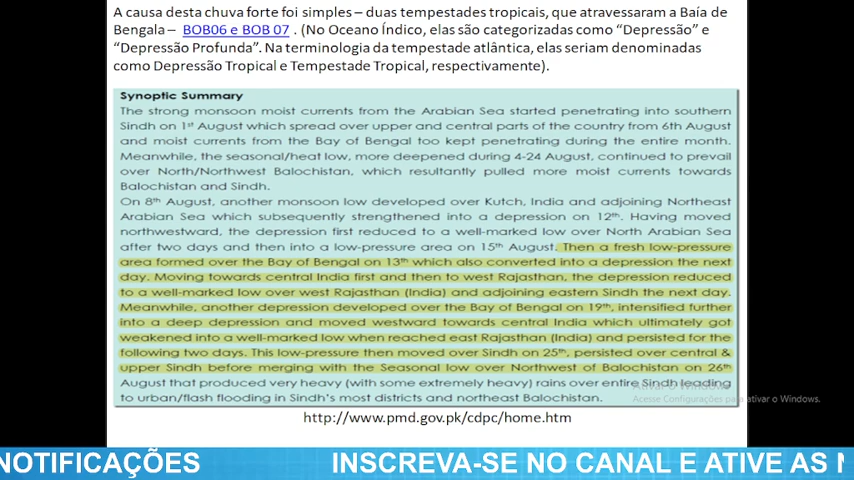 A causa desta chuva forte foi simples – duas tempestades tropicais, que atravessaram a Baía de
Bengala – BOB06 e BOB 07 . (No Oceano Índico, elas são categorizadas como “Depressão” e
“Depressão Profunda”. Na terminologia da tempestade atlântica, elas seriam denominadas
como Depressão Tropical e Tempestade Tropical, respectivamente).
Synoptic Summary
The strong monsoon moist currents from the Arabian Sea started penetrating into southern
Sindh on 1st August which spread over upper and central parts of the country from 6th August
and moist currents from the Bay of Bengal too kept penetrating during the entire month.
Meanwhile, the seasonal/heat low, more deepened during 4-24 August, continued to prevail
over North/Northwest Balochistan, which resultantly pulled more moist currents towards
Balochistan and Sindh.
On 8th August, another monsoon low developed over Kutch, India and adjoining Northeast
Arabian Sea which subsequently strengthened into a depression on 12th. Having moved
northwestward, the depression first reduced to a well-marked low over North Arabian Sea
after two days and then into a low-pressure area on 15th August. Then a fresh low-pressure
area formed over the Bay of Bengal on 13th which also converted into a depression the next
day. Moving towards central India first and then to west Rajasthan, the depression reduced
to a well-marked low over west Rajasthan (India) and adjoining eastern Sindh the next day.
Meanwhile, another depression developed over the Bay of Bengal on 19th, intensified further
into a deep depression and moved westward towards central India which ultimately got
weakened into a well-marked low when reached east Rajasthan (India) and persisted for the
following two days. This low-pressure then moved over Sindh on 25th, persisted over central &
upper Sindh before merging with the Seasonal low over Northwest of Balochistan on 26th
August that produced very heavy (with some extremely heavy) rains over entire Sindh leading
to urban/flash flooding in Sindh’s most districts and northeast Balochistan.
Ativar o Windows
Acesse Configurações para ativar o Windows.
http://www.pmd.gov.pk/cdpc/home.htm
NOTIFICAÇÕES INSCREVA-SE NO CANAL E ATIVE AS N